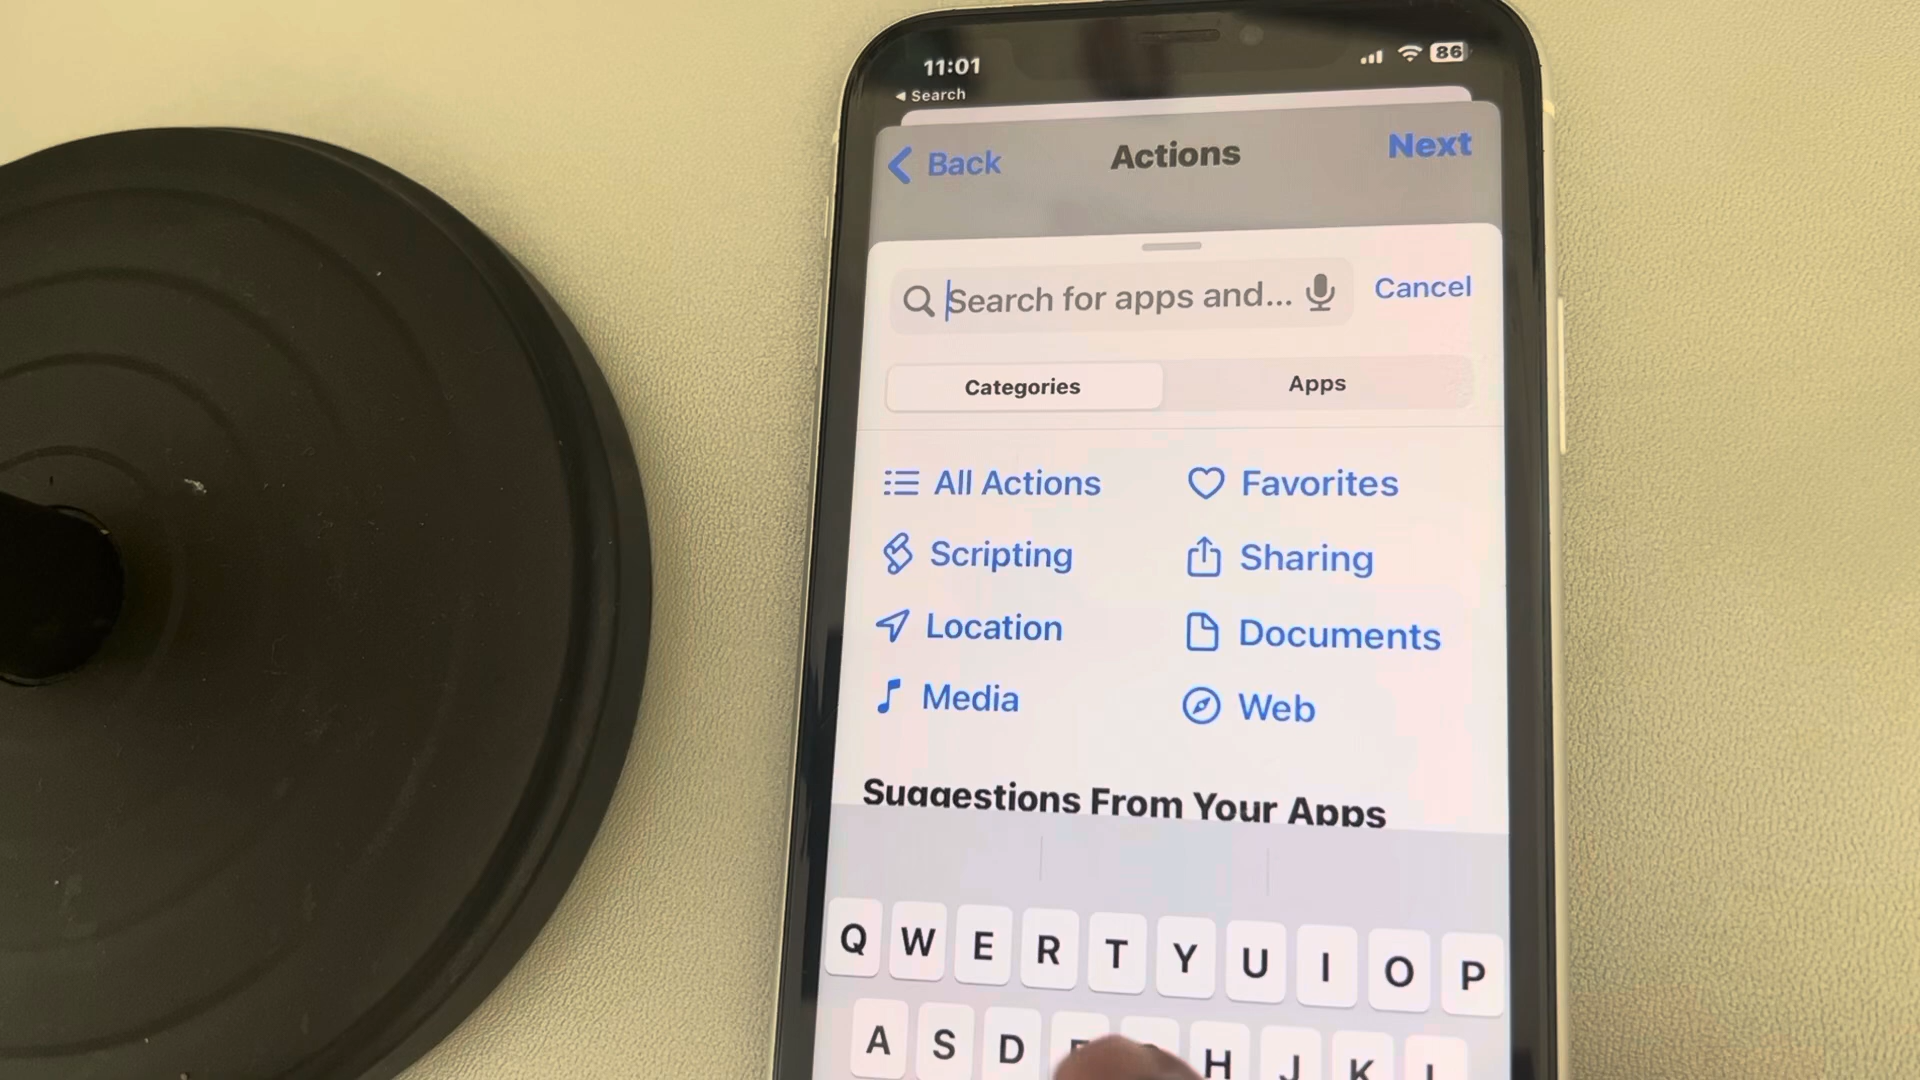 11:01
86
Search
Back
Actions
Next
Search for apps and...
Cancel
Categories
Apps
All Actions
Favorites
Scripting
Sharing
Location
Documents
Media
Web
Suggestions From Your Apps
Q W E R T Y U I O P
A S D H J K L